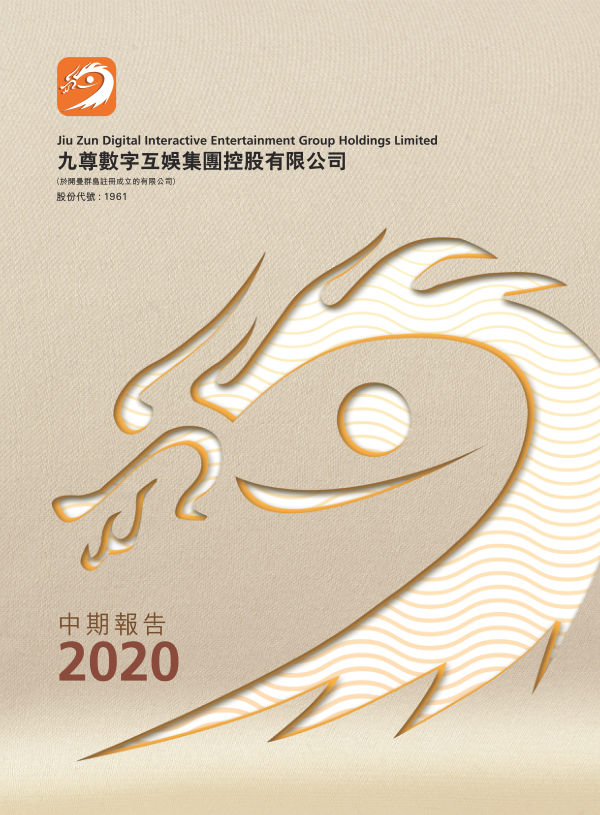 Jiu Zun Digital Interactive Entertainment Group Holdings Limited
九尊數字互娛集團控股有限公司
(於開曼群島註冊成立的有限公司)
股份代號 : 1961
中期報告
2020